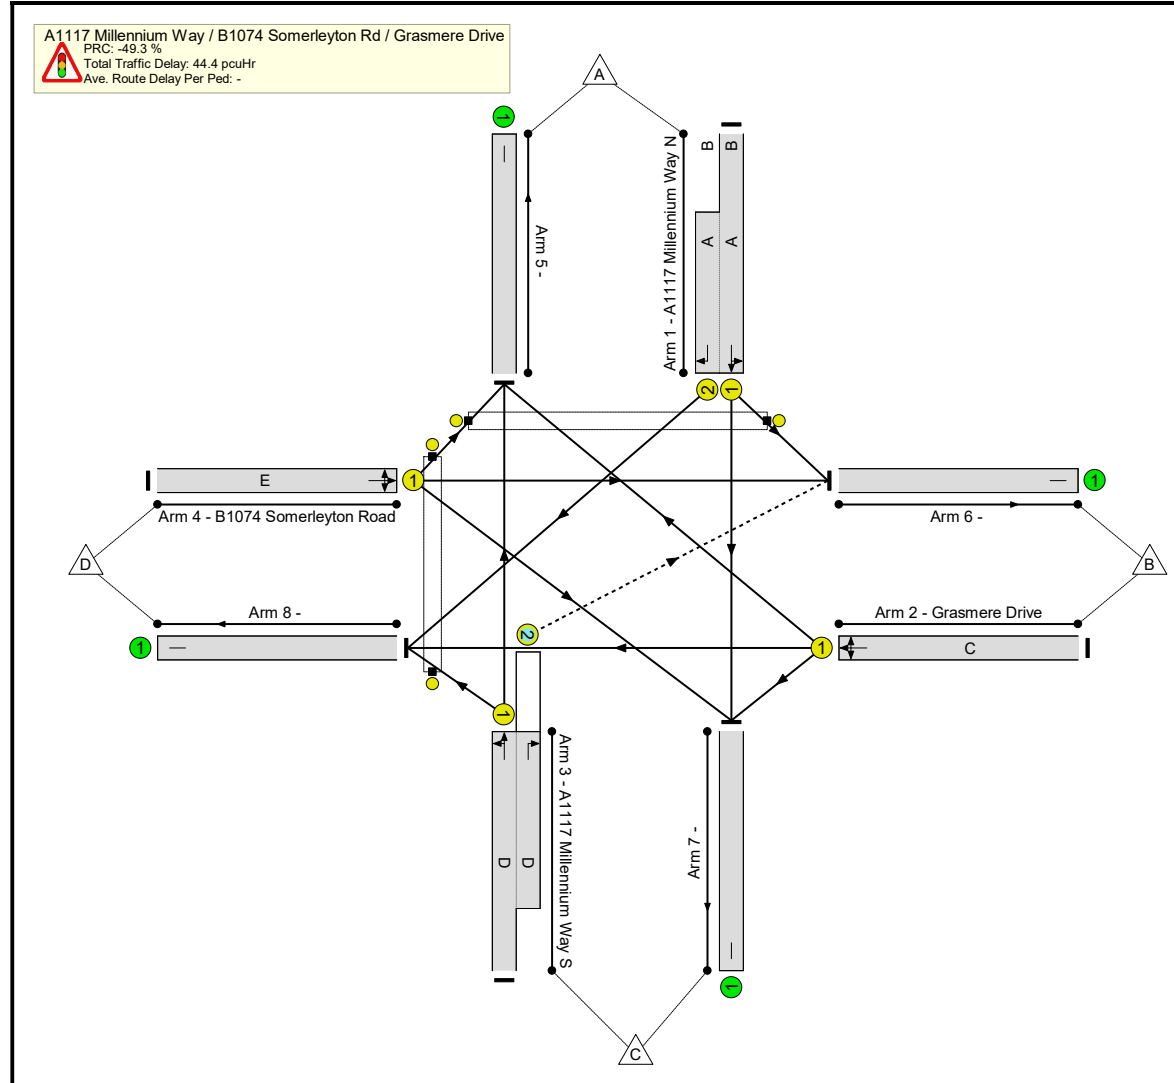 A1117 Millennium Way / B1074 Somerleyton Rd / Grasmere Drive
PRC: -49.3 %
Total Traffic Delay: 44.4 pcuHr
Ave. Route Delay Per Ped: -
A
1
Arm 5 -
Arm 1 - A1117 Millennium Way N
B
B
A
A
2
1
E
1
Arm 4 - B1074 Somerleyton Road
1
Arm 6 -
D
B
Arm 8 -
1
2
Arm 2 - Grasmere Drive
1
C
1
D
D
Arm 3 - A1117 Millennium Way S
Arm 7 -
1
C